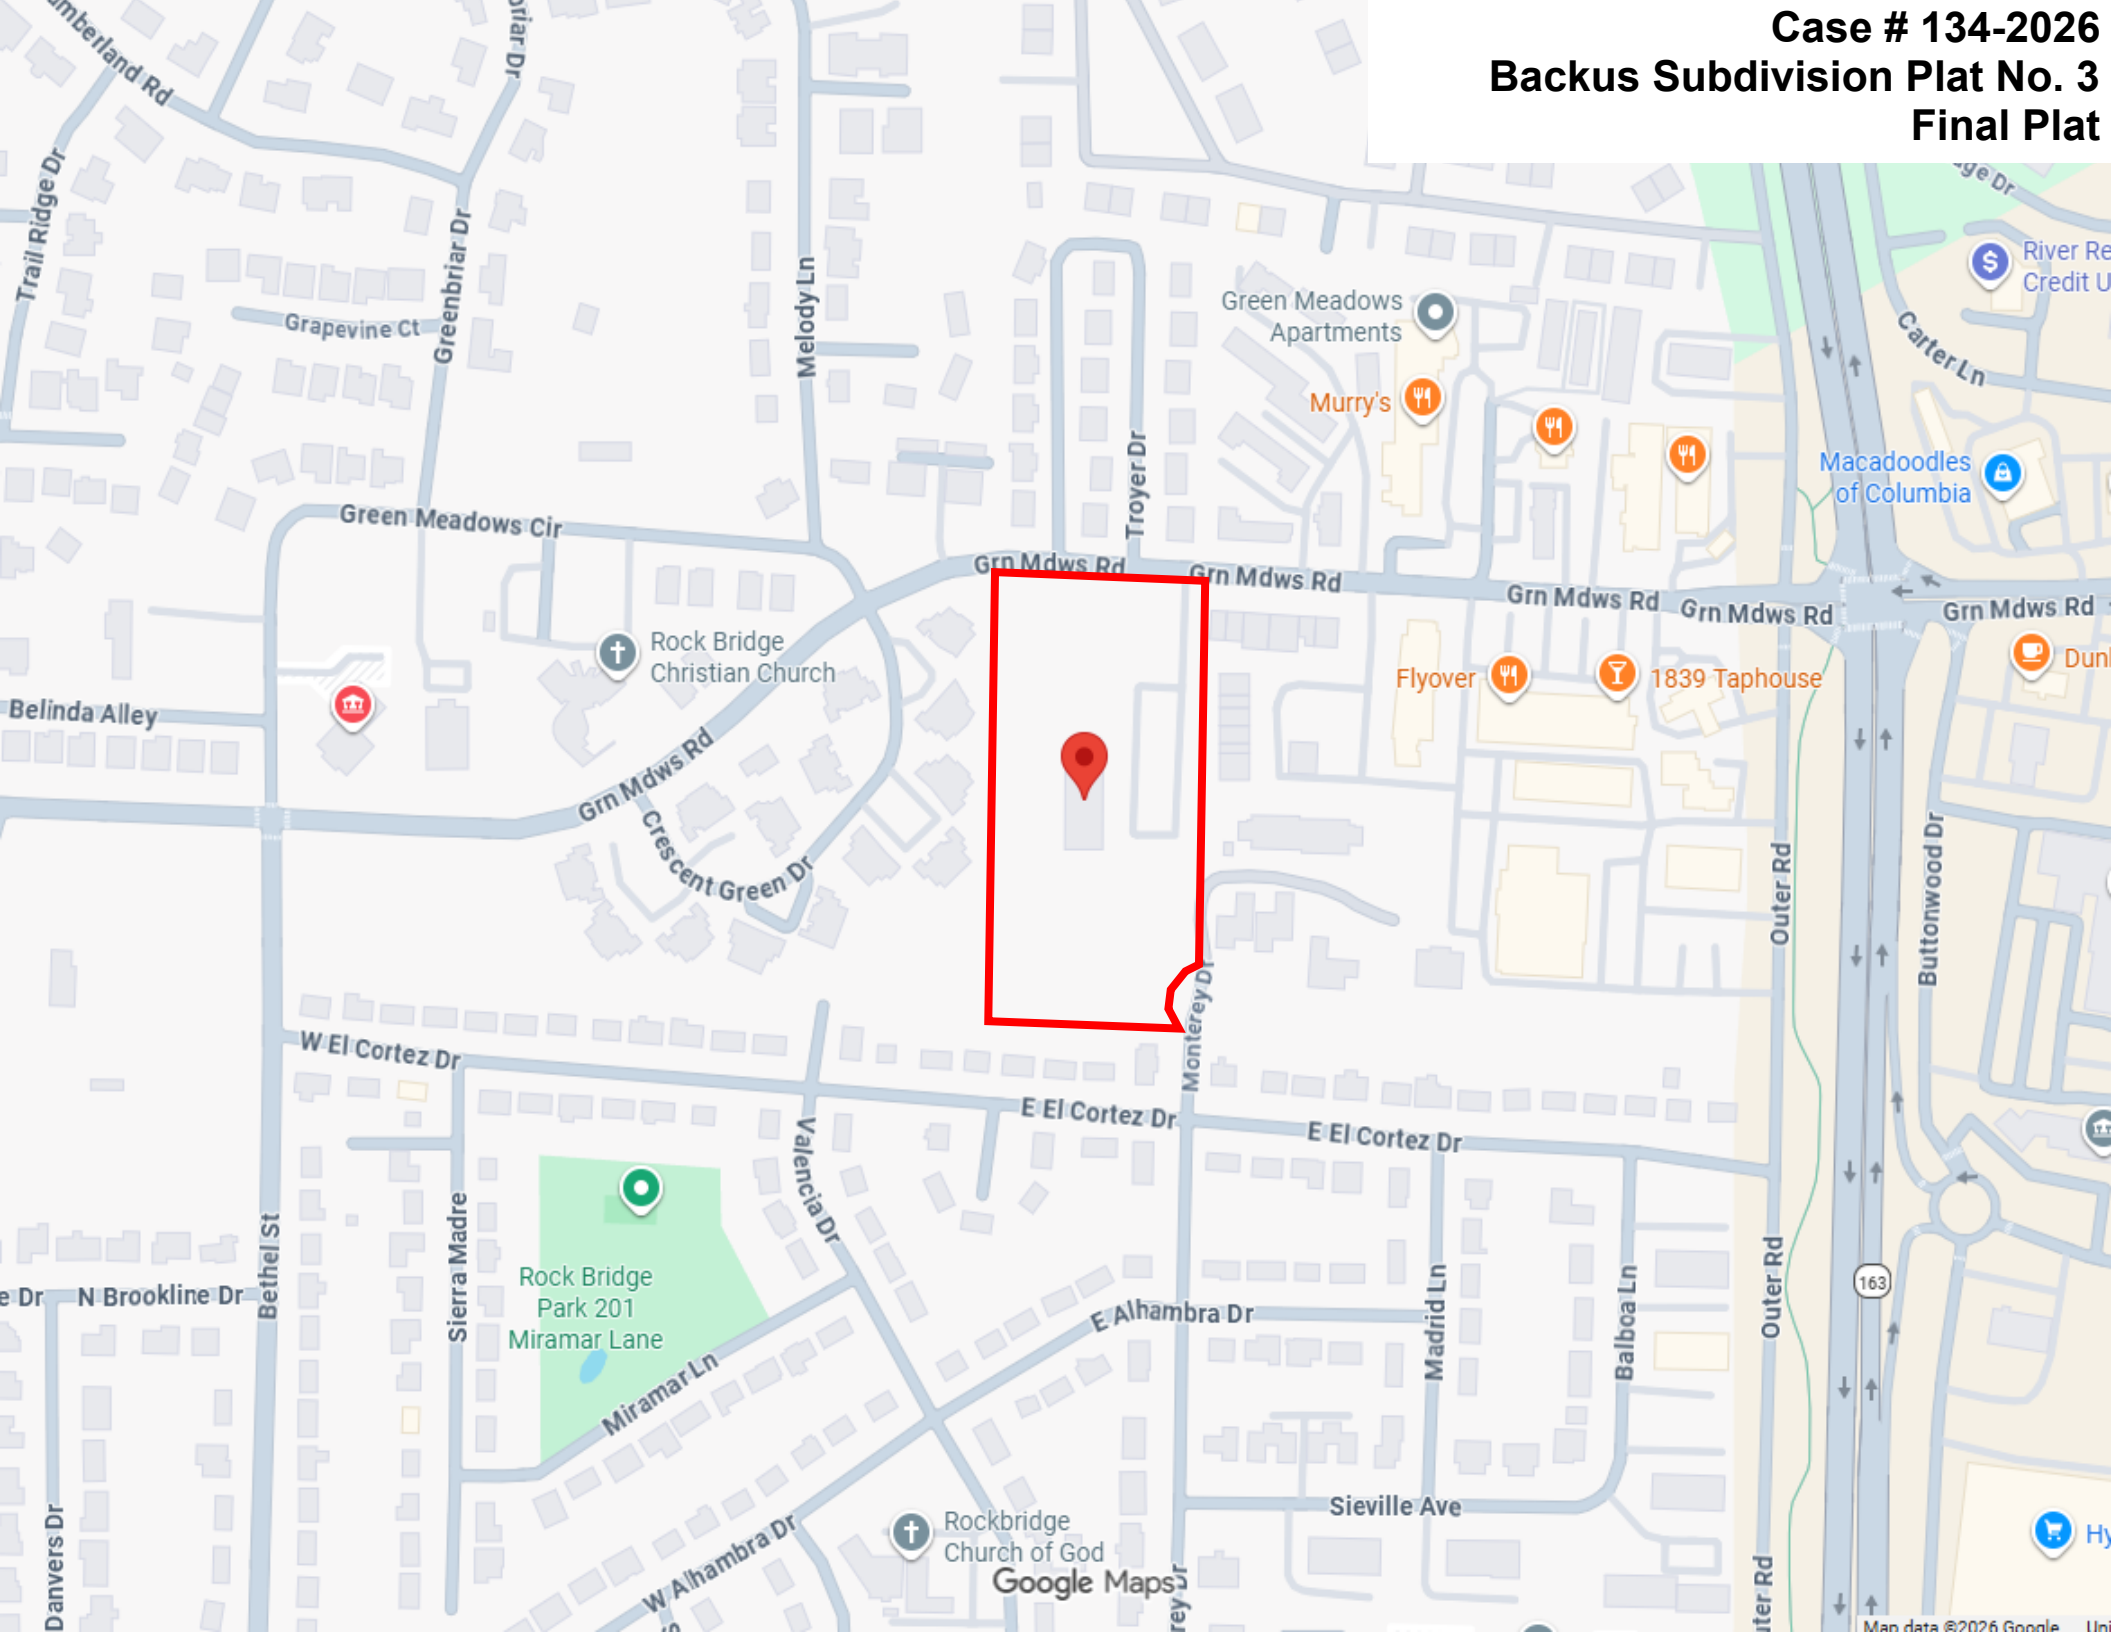 Case # 134-2026
Backus Subdivision Plat No. 3
Final Plat
Trail Ridge Dr
Greenbriar Dr
Grapevine Ct
Melody Ln
Green Meadows
Apartments
Murry's
River Re
Credit U
Carter Ln
Macadoodles
of Columbia
Troyer Dr
Green Meadows Cir
Grn Mdws Rd
Grn Mdws Rd
Grn Mdws Rd
Grn Mdws Rd
Grn Mdws Rd
Rock Bridge
Christian Church
Flyover
1839 Taphouse
Belinda Alley
Grn Mdws Rd
Crescent Green Dr
Outer Rd
Buttonwood Dr
Monterey Dr
W El Cortez Dr
E El Cortez Dr
E El Cortez Dr
Valencia Dr
Sierra Madre
Bethel St
N Brookline Dr
e Dr
Rock Bridge
Park 201
Miramar Lane
Miramar Ln
E Alhambra Dr
Madrid Ln
Balboa Ln
Outer Rd
163
Sieville Ave
Danvers Dr
W Alhambra Dr
Rockbridge
Church of God
Google Maps
rey Dr
Hy
Map data ©2026 Google